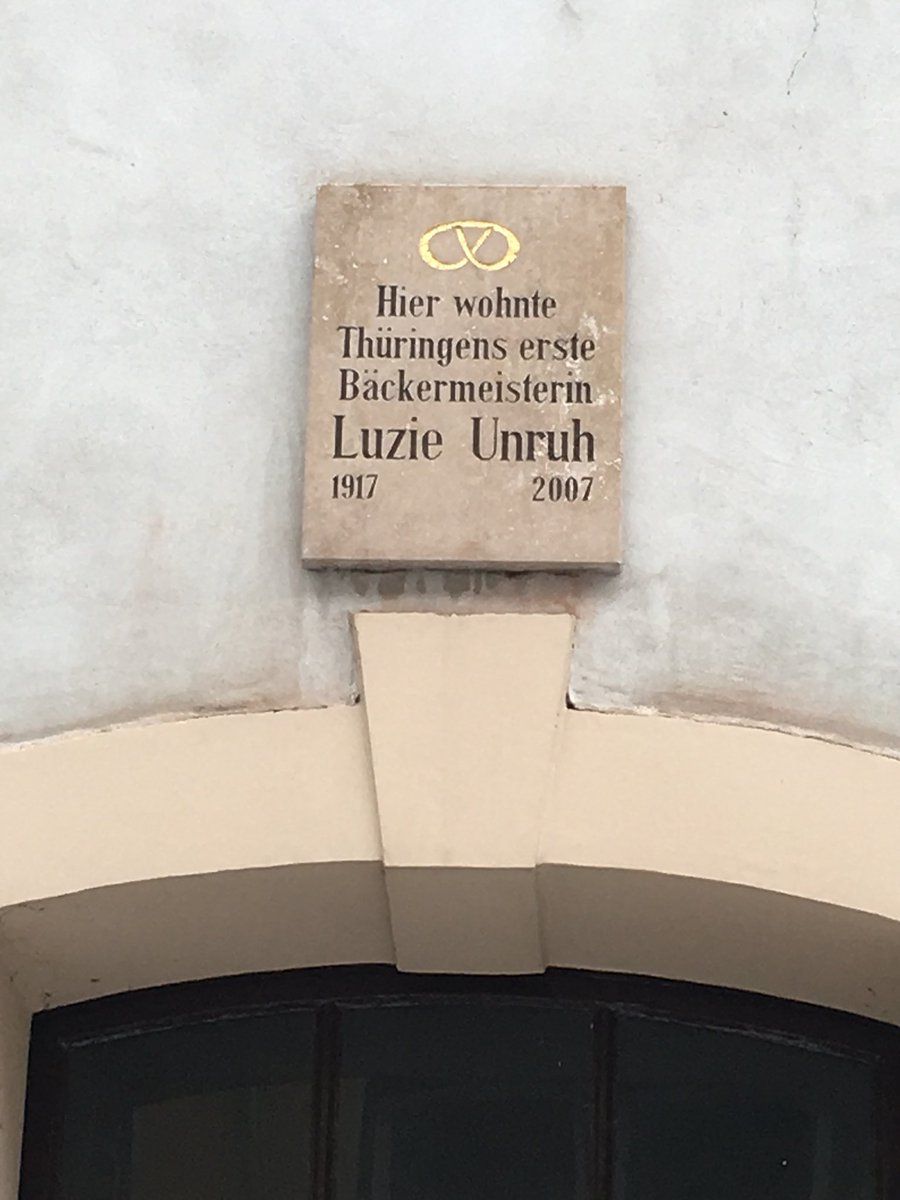 Hier wohnte
Thüringens erste
Bäckermeisterin
Luzie Unruh
1917 2007